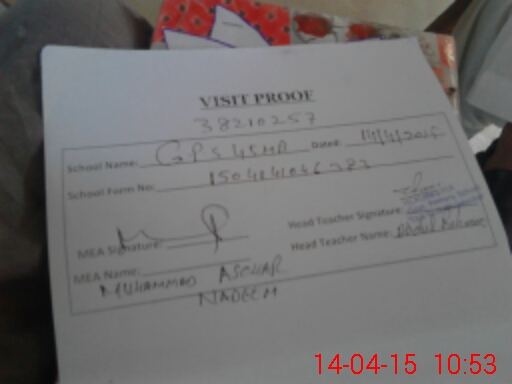 VISIT PROOF
38210257
School Name: GPS 45MB Dated: 14/4/2015
School Form No:
MEA Signature: Head Teacher Signature:
MEA Name: Head Teacher Name: Abdul
MUHAMMAD ASGHAR
NADEEM
14-04-15 10:53